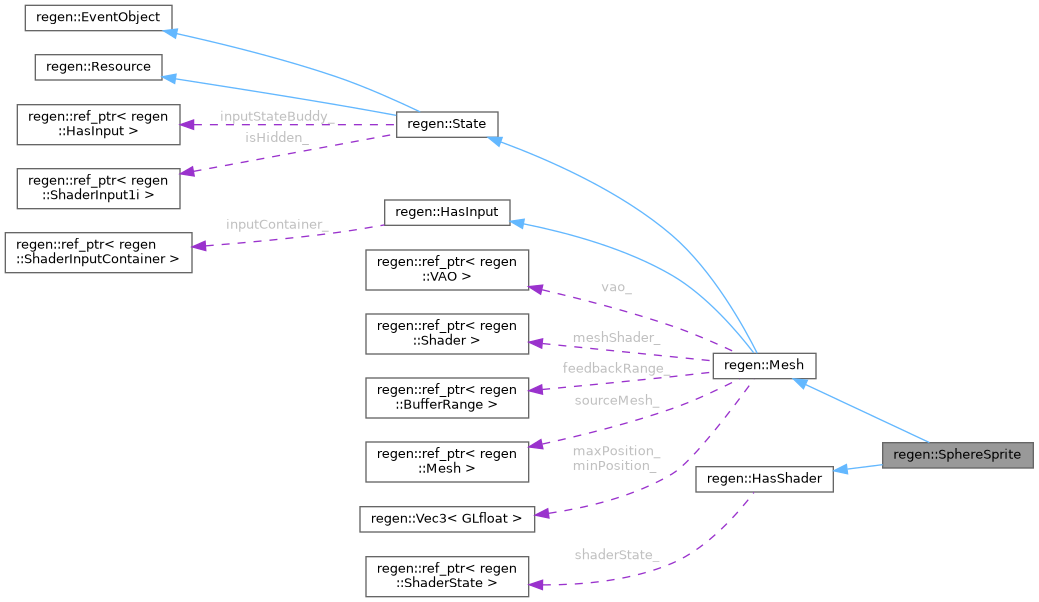 regen::EventObject
regen::Resource
regen::ref_ptr< regen
::HasInput >
inputStateBuddy_
regen::State
isHidden_
regen::ref_ptr< regen
::ShaderInput1i >
regen::HasInput
inputContainer_
regen::ref_ptr< regen
::ShaderInputContainer >
regen::ref_ptr< regen
::VAO >
vao_
regen::ref_ptr< regen
::Shader >
meshShader_
regen::Mesh
feedbackRange_
regen::ref_ptr< regen
::BufferRange >
sourceMesh_
regen::ref_ptr< regen
::Mesh >
maxPosition_
minPosition_
regen::SphereSprite
regen::HasShader
regen::Vec3< GLfloat >
shaderState_
regen::ref_ptr< regen
::ShaderState >